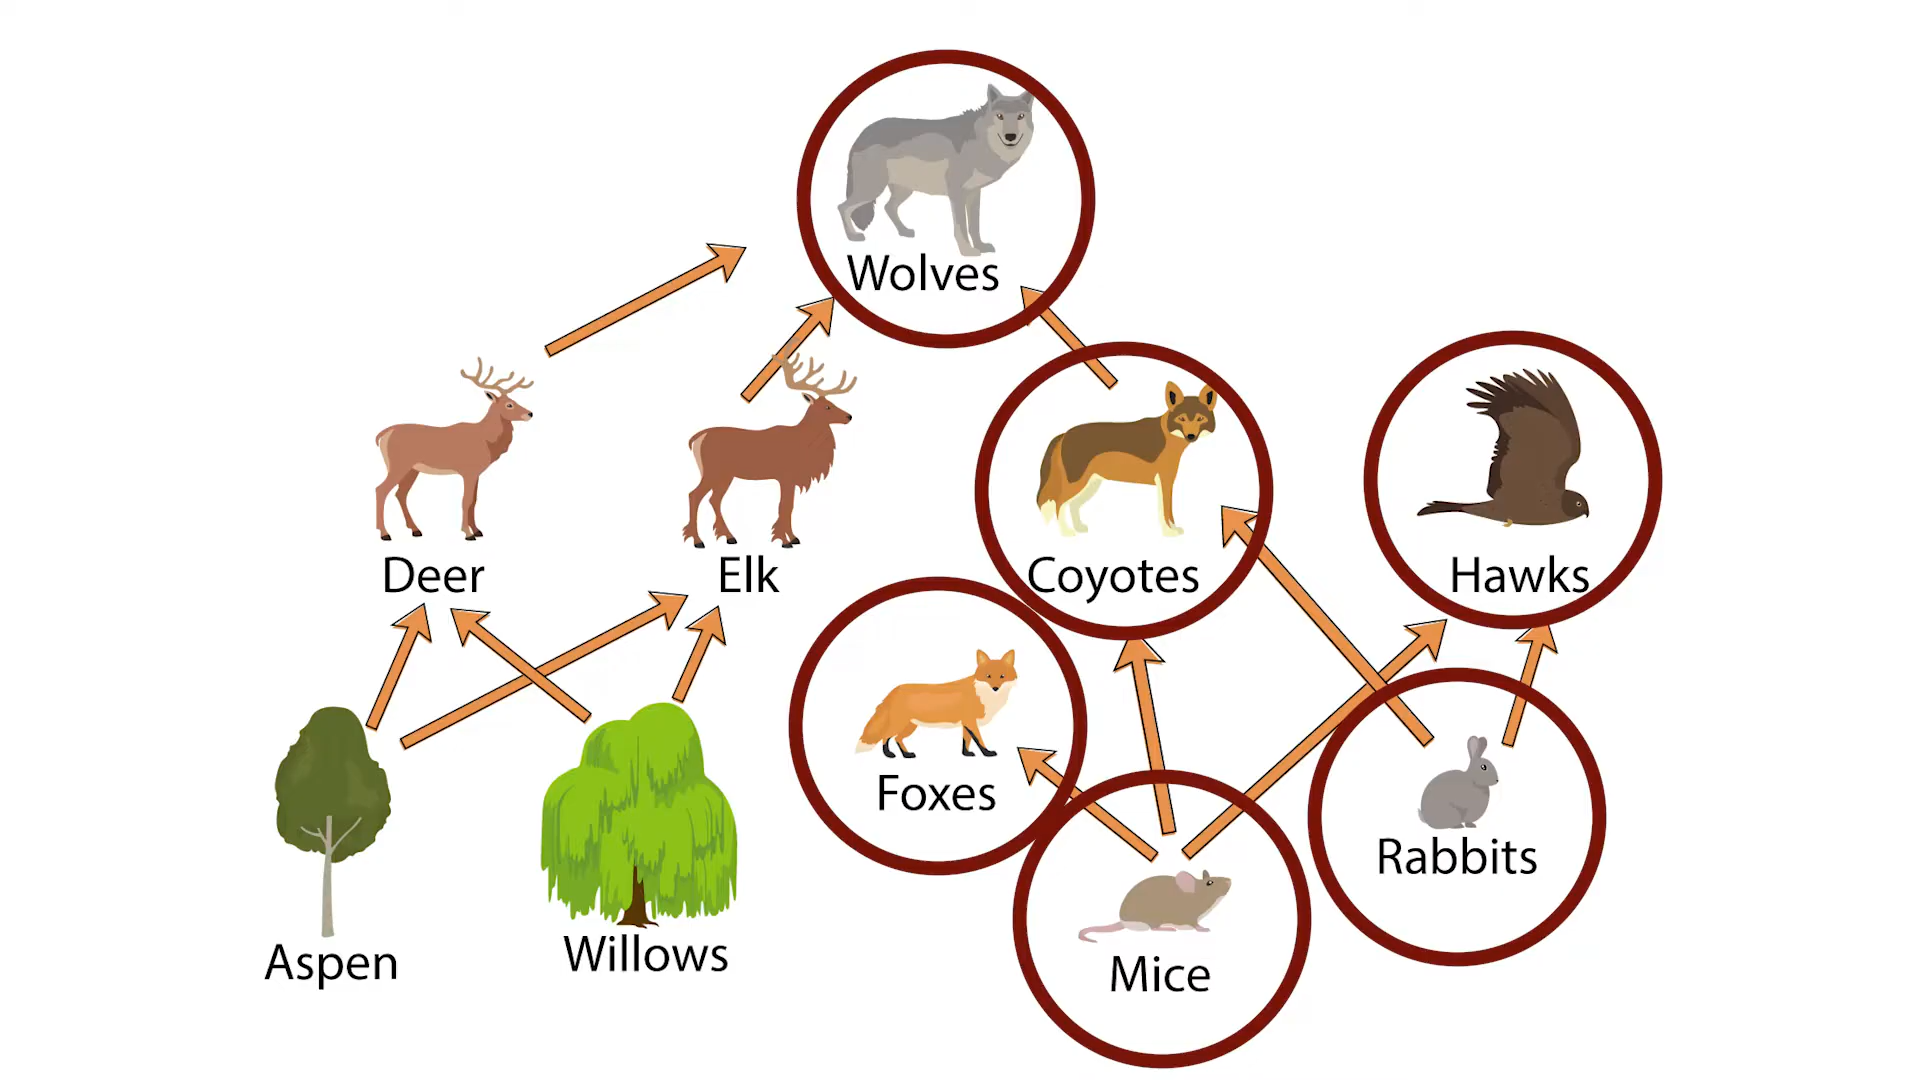 Wolves
Deer
Elk
Coyotes
Hawks
Foxes
Rabbits
Aspen
Willows
Mice